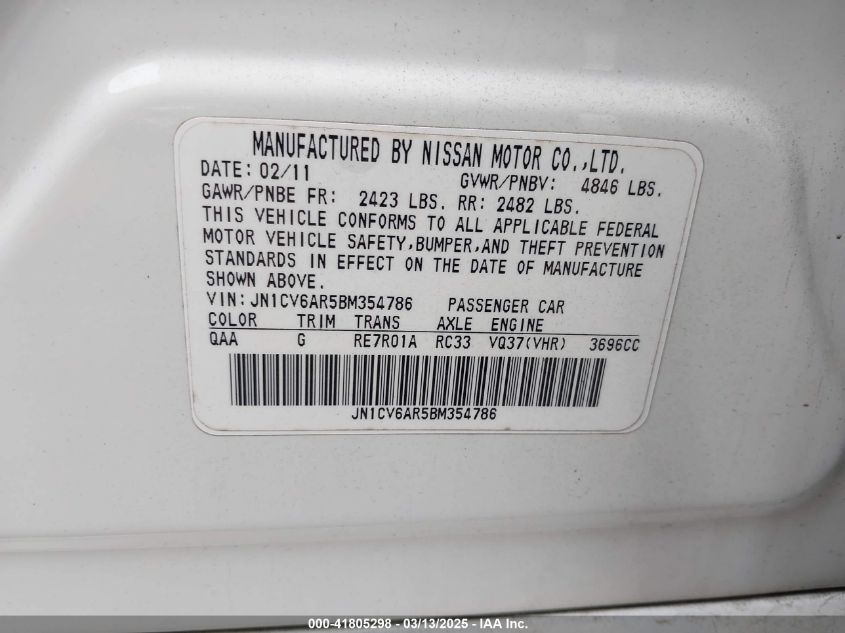 MANUFACTURED BY NISSAN MOTOR CO.,LTD.
DATE: 02/11 GVWR/PNBV: 4846 LBS.
GAWR/PNBE FR: 2423 LBS. RR: 2482 LBS.
THIS VEHICLE CONFORMS TO ALL APPLICABLE FEDERAL
MOTOR VEHICLE SAFETY,BUMPER,AND THEFT PREVENTION
STANDARDS IN EFFECT ON THE DATE OF MANUFACTURE
SHOWN ABOVE.
VIN:JN1CV6AR5BM354786 PASSENGER CAR
COLOR TRIM TRANS AXLE ENGINE
QAA G RE7R01A RC33 VQ37(VHR) 3696CC
JN1CV6AR5BM354786
000-41805298 - 03/13/2025 - IAA Inc.